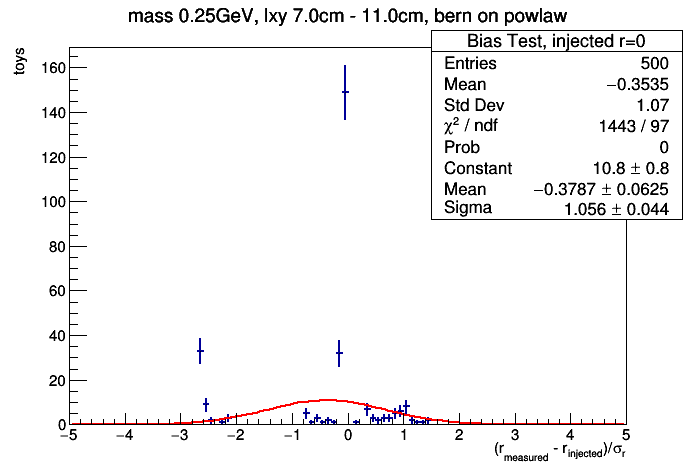 mass 0.25GeV, lxy 7.0cm - 11.0cm, bern on powlaw
Bias Test, injected r=0
Entries 500
Mean −0.3535
Std Dev 1.07
χ² / ndf 1443 / 97
Prob 0
Constant 10.8 ± 0.8
Mean −0.3787 ± 0.0625
Sigma 1.056 ± 0.044
toys
160
140
120
100
80
60
40
20
0
−5 −4 −3 −2 −1 0 1 2 3 4 5
(r_measured - r_injected)/σ_r